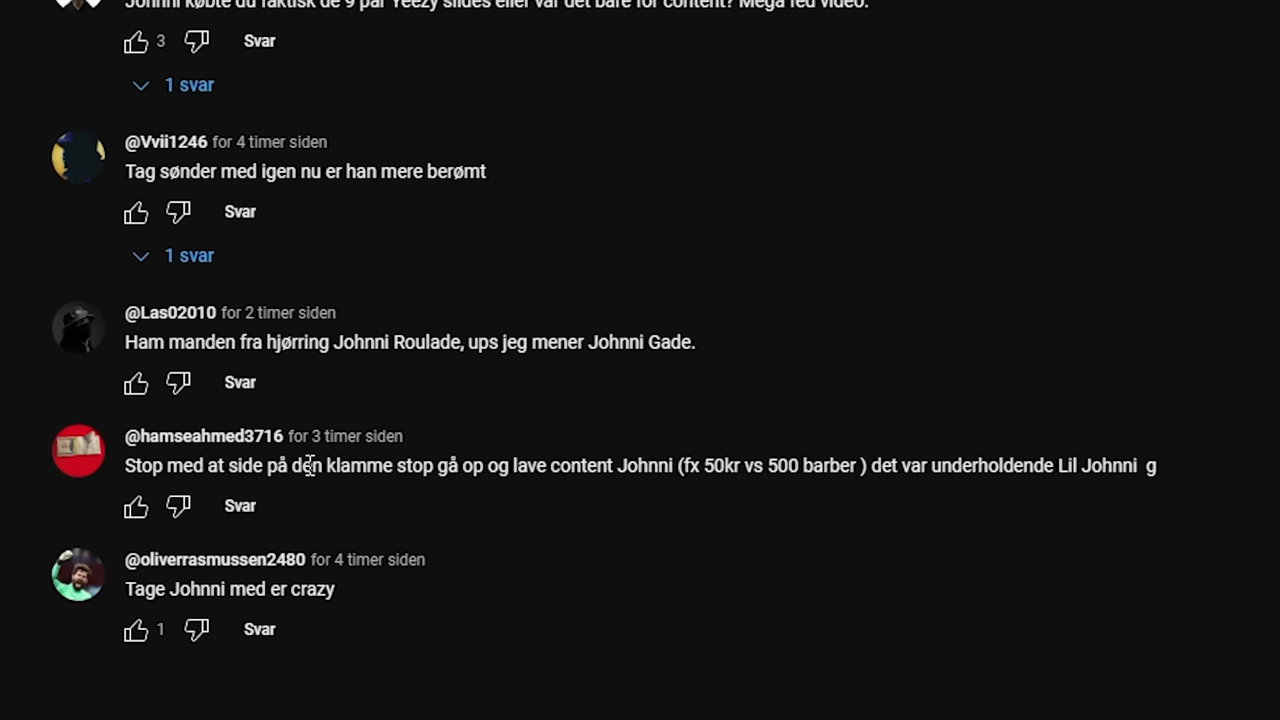 Johnni købte du faktisk de 9 par Yeezy slides eller var det bare for content? Mega fed video.
3 Svar
1 svar
@Vvii1246 for 4 timer siden
Tag sønder med igen nu er han mere berømt
Svar
1 svar
@Las02010 for 2 timer siden
Ham manden fra hjørring Johnni Roulade, ups jeg mener Johnni Gade.
Svar
@hamseahmed3716 for 3 timer siden
Stop med at side på den klamme stop gå op og lave content Johnni (fx 50kr vs 500 barber ) det var underholdende Lil Johnni g
Svar
@oliverrasmussen2480 for 4 timer siden
Tage Johnni med er crazy
1 Svar